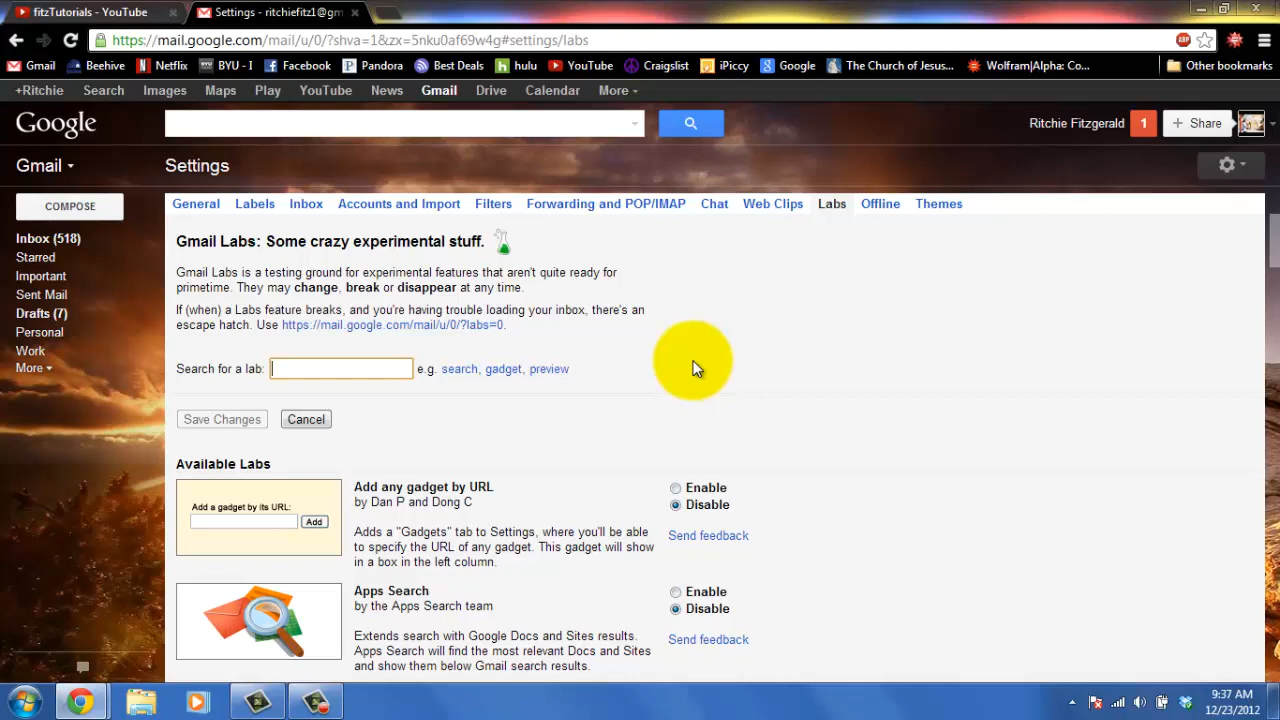 fitzTutorials - YouTube
Settings - ritchiefitz1@gm
https://mail.google.com/mail/u/0/?shva=1&zx=5nku0af69w4g#settings/labs
ABP
Gmail Beehive Netflix BYU - I Facebook Pandora Best Deals hulu YouTube Craigslist iPiccy Google The Church of Jesus... Wolfram|Alpha: Co... Other bookmarks
+Ritchie Search Images Maps Play YouTube News Gmail Drive Calendar More
Google
Ritchie Fitzgerald 1 + Share
Gmail
Settings
COMPOSE
Inbox (518)
Starred
Important
Sent Mail
Drafts (7)
Personal
Work
More
General Labels Inbox Accounts and Import Filters Forwarding and POP/IMAP Chat Web Clips Labs Offline Themes
Gmail Labs: Some crazy experimental stuff.
Gmail Labs is a testing ground for experimental features that aren't quite ready for
primetime. They may change, break or disappear at any time.
If (when) a Labs feature breaks, and you're having trouble loading your inbox, there's an
escape hatch. Use https://mail.google.com/mail/u/0/?labs=0.
Search for a lab: e.g. search, gadget, preview
Save Changes Cancel
Available Labs
Add a gadget by its URL:
Add
Add any gadget by URL
by Dan P and Dong C
Adds a "Gadgets" tab to Settings, where you'll be able
to specify the URL of any gadget. This gadget will show
in a box in the left column.
Enable
Disable
Send feedback
Apps Search
by the Apps Search team
Extends search with Google Docs and Sites results.
Apps Search will find the most relevant Docs and Sites
and show them below Gmail search results.
Enable
Disable
Send feedback
9:37 AM
12/23/2012